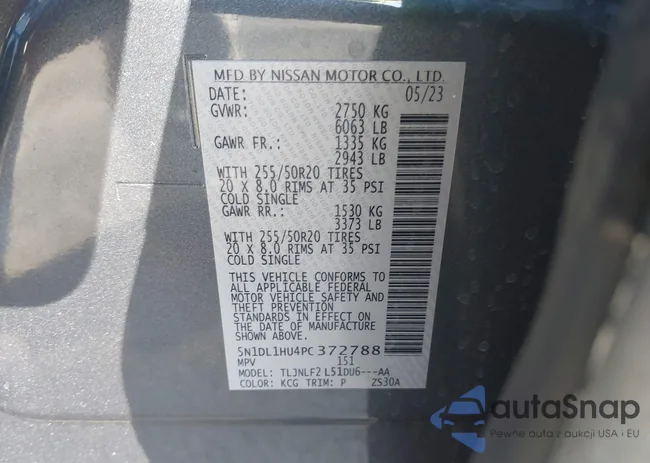 MFD BY NISSAN MOTOR CO., LTD.
DATE: 05/23
GVWR: 2750 KG
6063 LB
GAWR FR.: 1335 KG
2943 LB
WITH 255/50R20 TIRES
20 X 8.0 RIMS AT 35 PSI
COLD SINGLE
GAWR RR.: 1530 KG
3373 LB
WITH 255/50R20 TIRES
20 X 8.0 RIMS AT 35 PSI
COLD SINGLE
THIS VEHICLE CONFORMS TO
ALL APPLICABLE FEDERAL
MOTOR VEHICLE SAFETY AND
THEFT PREVENTION
STANDARDS IN EFFECT ON
THE DATE OF MANUFACTURE
SHOWN ABOVE.
5N1DL1HU4PC372788
MPV 151
MODEL: TLJNLF2 L51DU6---AA
COLOR: KCG TRIM: P ZS30A
autaSnap
Pewne auta z aukcji USA i EU